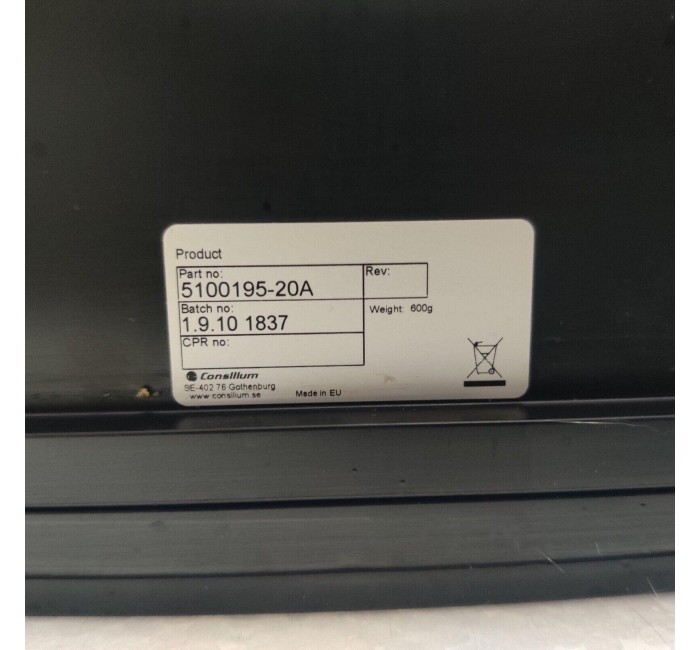 Product
Part no: Rev:
5100195-20A
Batch no: Weight: 600g
1.9.10 1837
CPR no:
Consilium
SE-402 76 Gothenburg
www.consilium.se Made in EU